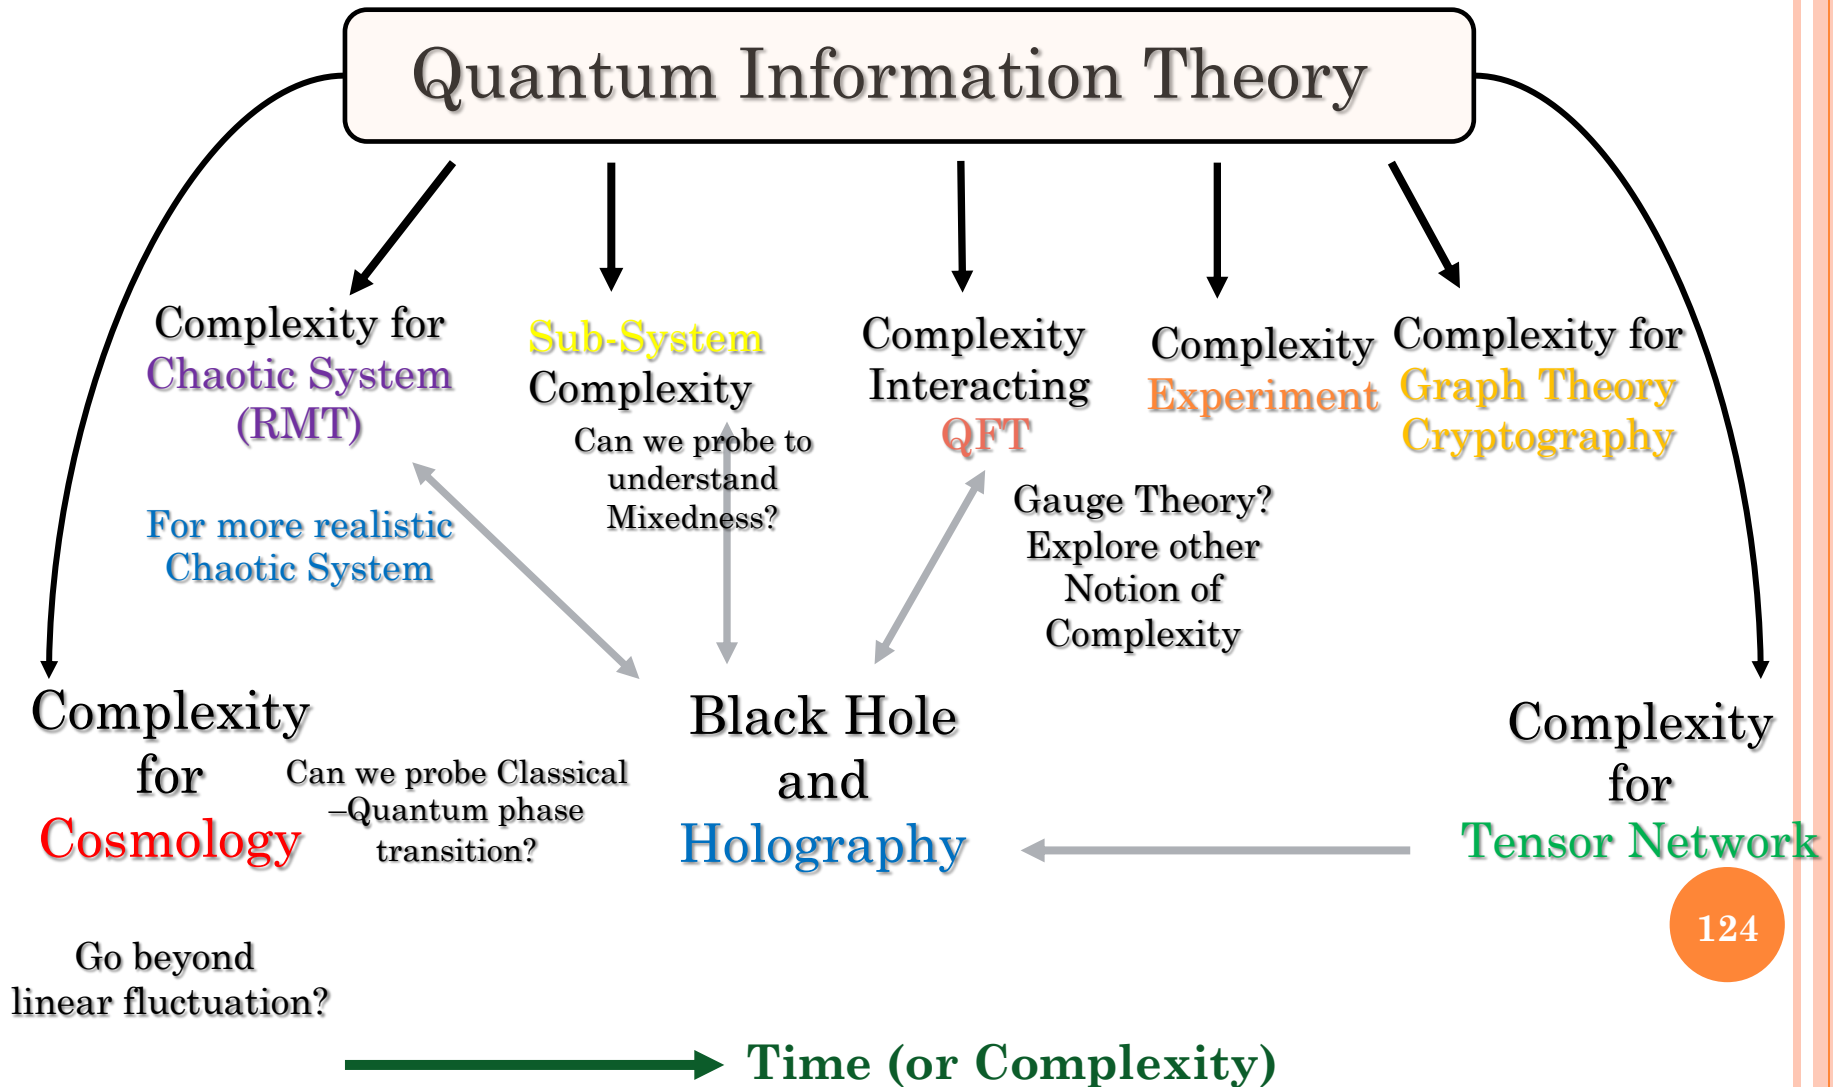 Quantum Information Theory
Complexity for
Chaotic System
(RMT)
For more realistic
Chaotic System
Sub-System
Complexity
Can we probe to
understand
Mixedness?
Complexity
Interacting
QFT
Gauge Theory?
Explore other
Notion of
Complexity
Complexity
Experiment
Complexity for
Graph Theory
Cryptography
Complexity
for
Cosmology
Can we probe Classical
–Quantum phase
transition?
Go beyond
linear fluctuation?
Black Hole
and
Holography
Complexity
for
Tensor Network
124
Time (or Complexity)